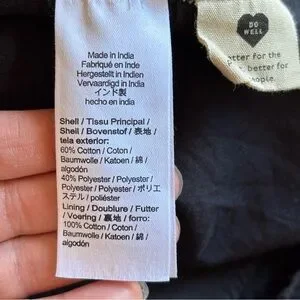 Made in India
Fabriqué en Inde
Hergestellt in Indien
Vervaardigd in India
インド製
hecho en india
Shell / Tissu Principal /
Shell / Bovenstof / 表地 /
tela exterior:
60% Cotton / Coton /
Baumwolle / Katoen / 綿 /
algodón
40% Polyester / Polyester /
Polyester / Polyester / ポリエ
ステル / poliéster
Lining / Doublure / Futter
/ Voering / 裏地 / forro:
100% Cotton / Coton /
Baumwolle / Katoen / 綿 /
algodón
DO
WELL
better for the
better for